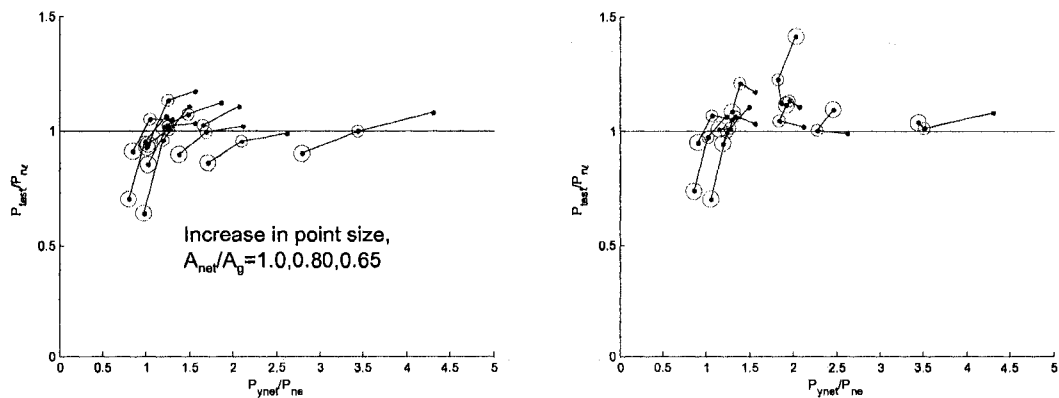 1.5
1
0.5
0
P_test/P_nℓ
0 0.5 1 1.5 2 2.5 3 3.5 4 4.5 5
P_ynet/P_ne
Increase in point size,
A_net/A_g=1.0,0.80,0.65
1.5
1
0.5
0
P_test/P_nℓ
0 0.5 1 1.5 2 2.5 3 3.5 4 4.5 5
P_ynet/P_ne